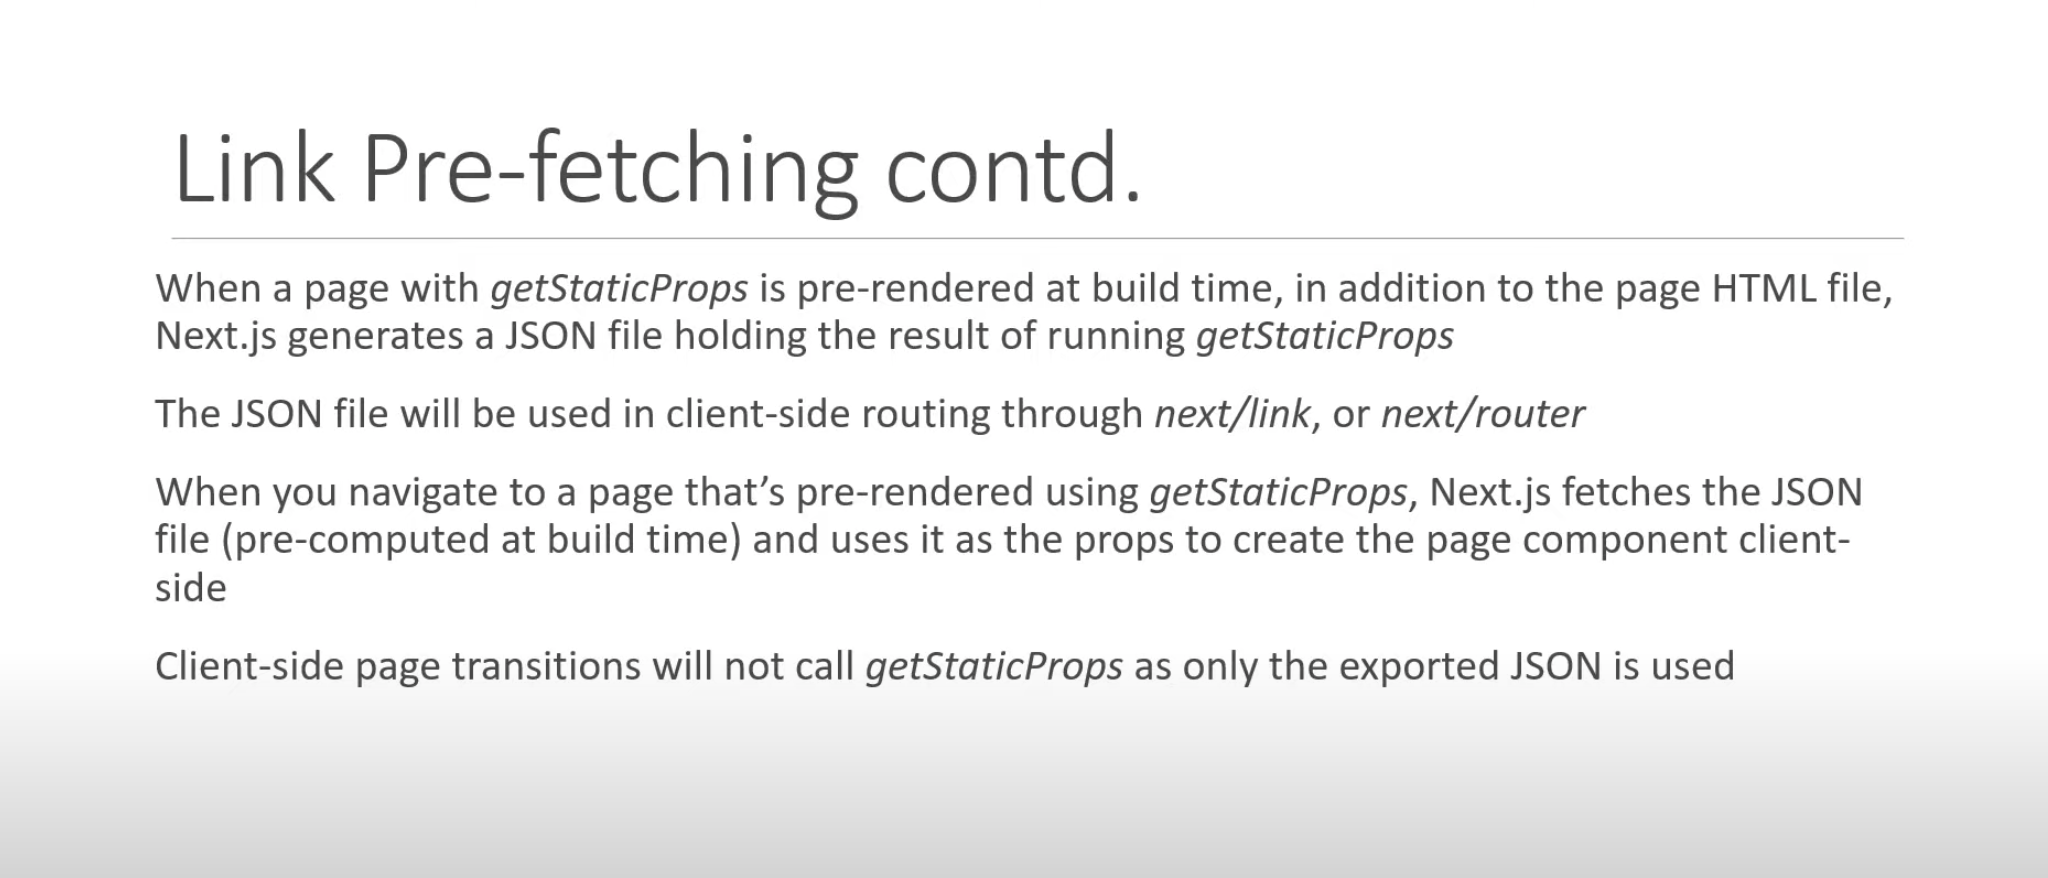 Link Pre-fetching contd.
When a page with getStaticProps is pre-rendered at build time, in addition to the page HTML file,
Next.js generates a JSON file holding the result of running getStaticProps
The JSON file will be used in client-side routing through next/link, or next/router
When you navigate to a page that’s pre-rendered using getStaticProps, Next.js fetches the JSON
file (pre-computed at build time) and uses it as the props to create the page component client-
side
Client-side page transitions will not call getStaticProps as only the exported JSON is used